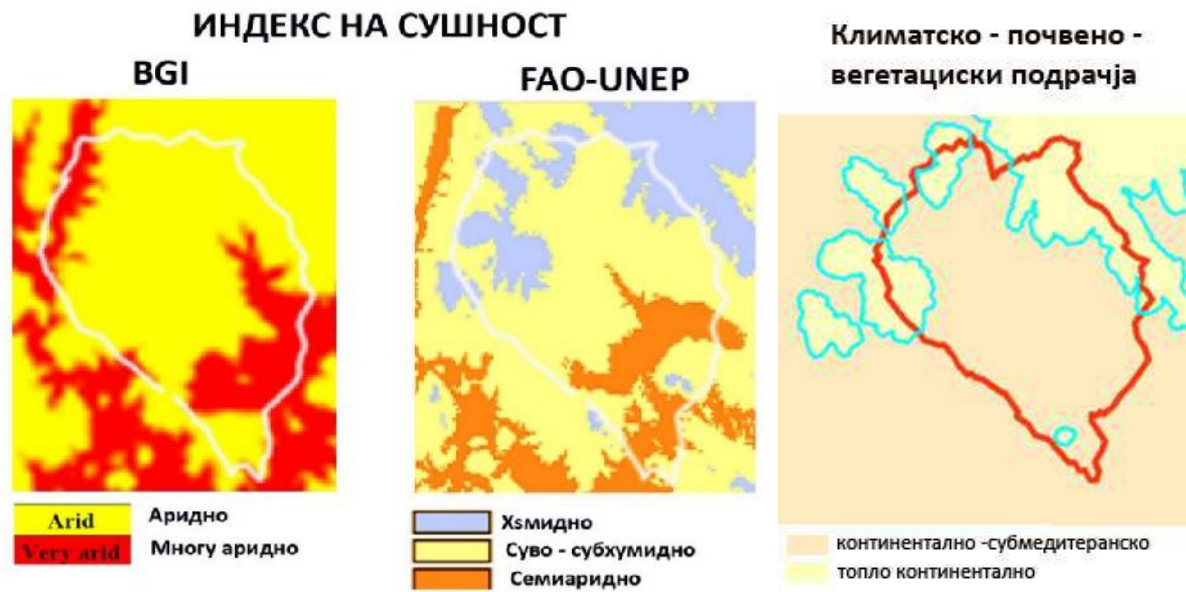 ИНДЕКС НА СУШНОСТ
BGI
FAO-UNEP
Климатско - почвено -
вегетациски подрачја
Arid Аридно
Very arid Многу аридно
Хѕмидно
Суво - субхумидно
Семиаридно
континентално -субмедитеранско
топло континентално